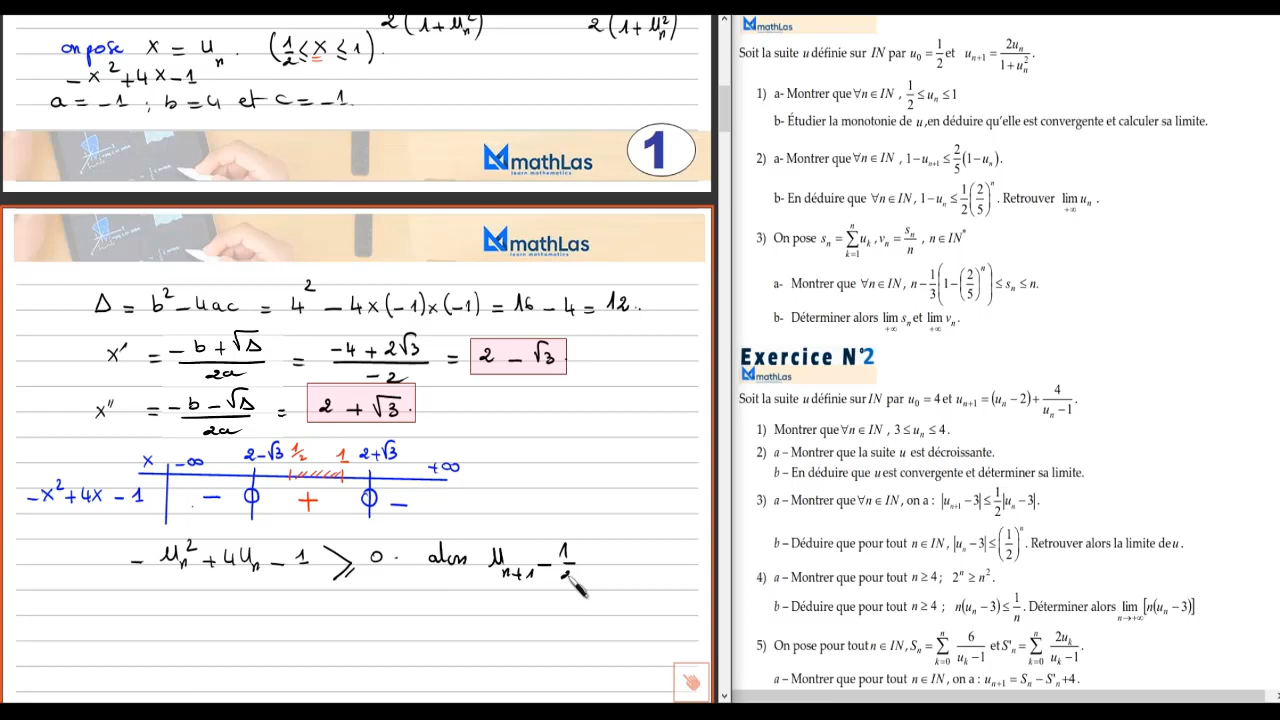 2(1+u_n²) 2(1+u_n²)
on pose x = u_n . (1/2 ≤ x ≤ 1).
-x²+4x-1
a = -1 ; b = 4 et c = -1.
mathLas
learn mathematics
1
mathLas
learn mathematics
Δ = b² - 4ac = 4² - 4×(-1)×(-1) = 16 - 4 = 12.
x' = (-b+√Δ)/2a = (-4+2√3)/-2 = 2 - √3.
x'' = (-b-√Δ)/2a = 2 + √3.
x -∞ 2-√3 1/2 1 2+√3 +∞
-x²+4x-1 - 0 + 0 -
- u_n² + 4u_n - 1 ⩾ 0. alors u_{n+1} - 1/2
mathLas
Soit la suite u définie sur IN par u₀ = 1/2 et u_{n+1} = 2u_n/(1+u_n²).
1) a- Montrer que ∀n ∈ IN , 1/2 ≤ u_n ≤ 1
b- Étudier la monotonie de u,en déduire qu'elle est convergente et calculer sa limite.
2) a- Montrer que ∀n ∈ IN , 1-u_{n+1} ≤ 2/5 (1-u_n).
b- En déduire que ∀n ∈ IN , 1-u_n ≤ 1/2 (2/5)^n . Retrouver lim_{+∞} u_n .
3) On pose s_n = ∑_{k=1}^{n} u_k , v_n = s_n/n , n ∈ IN*
a- Montrer que ∀n ∈ IN, n - 1/3 (1-(2/5)^n) ≤ s_n ≤ n.
b- Déterminer alors lim_{+∞} s_n et lim_{+∞} v_n.
Exercice N°2
mathLas
Soit la suite u définie sur IN par u₀ = 4 et u_{n+1} = (u_n - 2) + 4/(u_n - 1).
1) Montrer que ∀n ∈ IN , 3 ≤ u_n ≤ 4.
2) a – Montrer que la suite u est décroissante.
b – En déduire que u est convergente et déterminer sa limite.
3) a – Montrer que ∀n ∈ IN, on a : |u_{n+1} - 3| ≤ 1/2 |u_n - 3|.
b – Déduire que pour tout n ∈ IN, |u_n - 3| ≤ (1/2)^n . Retrouver alors la limite de u.
4) a – Montrer que pour tout n ≥ 4; 2^n ≥ n².
b – Déduire que pour tout n ≥ 4 ; n(u_n - 3) ≤ 1/n. Déterminer alors lim_{n→+∞} [n(u_n - 3)]
5) On pose pour tout n ∈ IN, S_n = ∑_{k=0}^{n} 6/(u_k - 1) et S'_n = ∑_{k=0}^{n} 2u_k/(u_k - 1).
a – Montrer que pour tout n ∈ IN, on a : u_{n+1} = S_n - S'_n + 4.